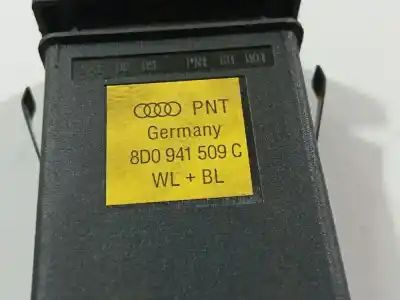 PNT
Germany
8D0 941 509 C
WL + BL